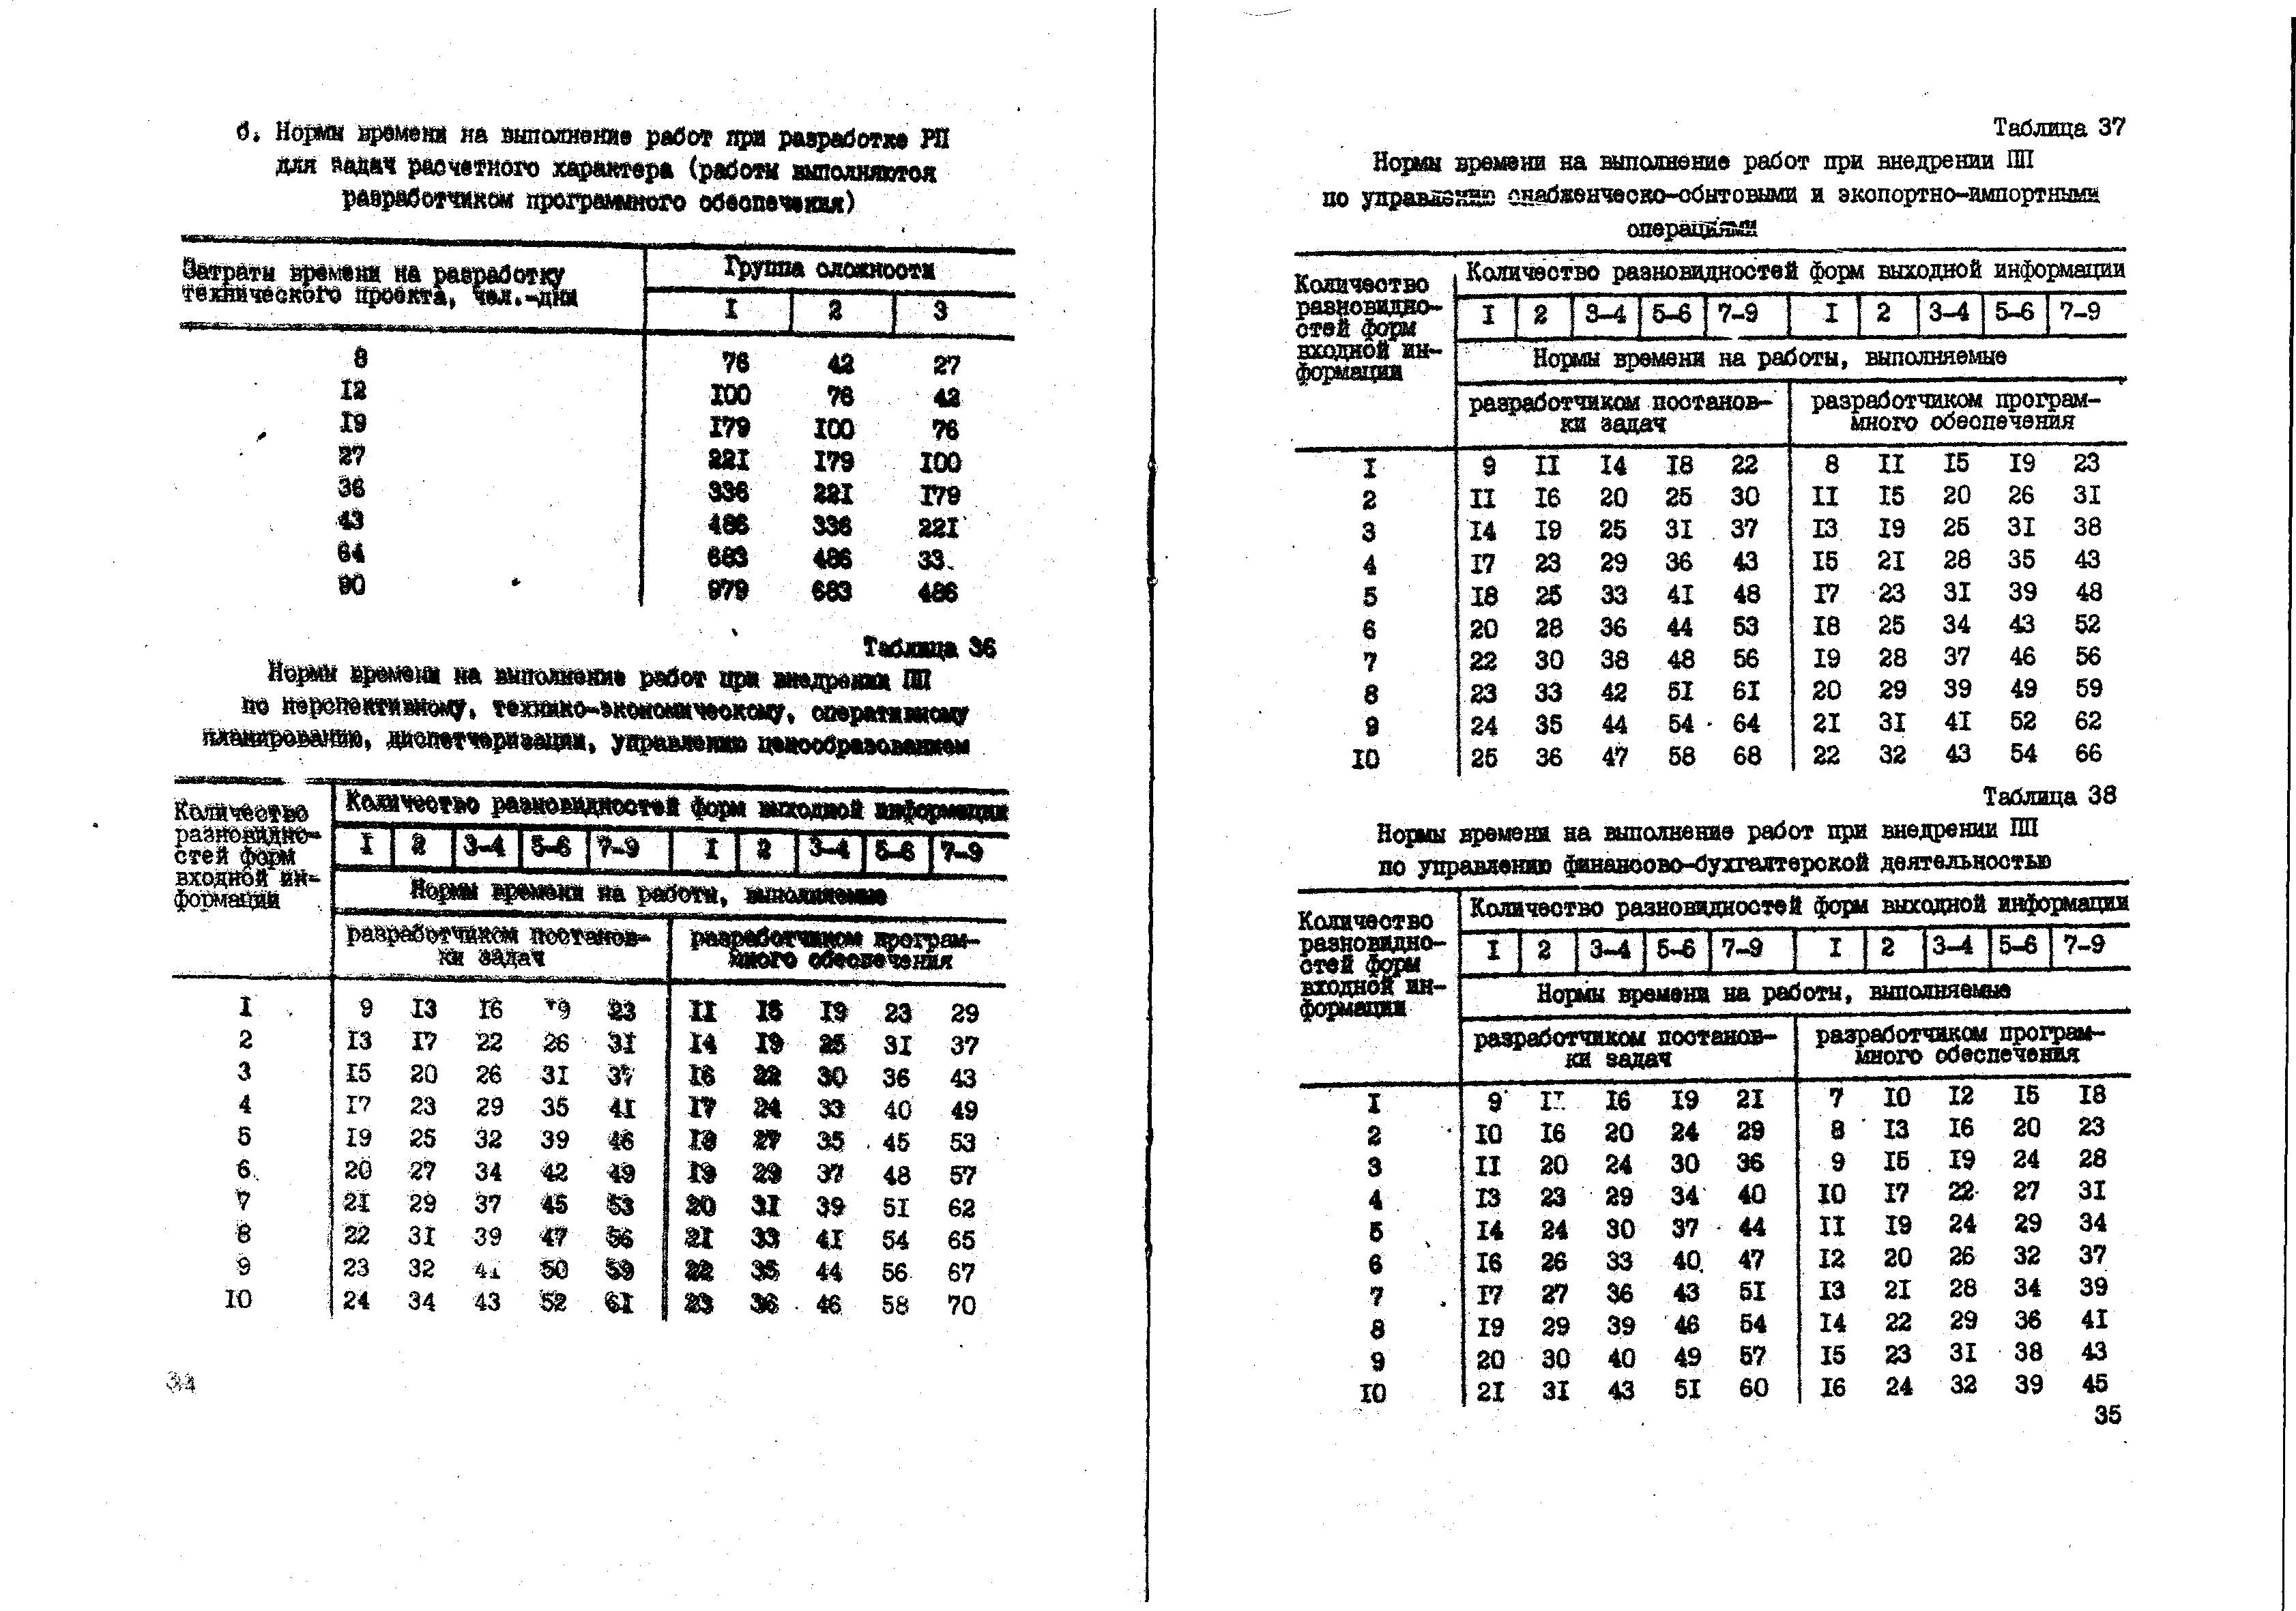 б. Нормы времени на выполнение работ при разработке РП
для задач расчетного характера (работы выполняются
разработчиком программного обеспечения)
Затраты времени на разработку
технического проекта, чел.-дни
Группа сложности
I 2 3
8 76 42 27
I2 I00 76 42
I9 I79 I00 76
27 22I I79 I00
36 336 22I I79
43 486 336 22I
64 683 486 33
90 979 683 486
Таблица 36
Нормы времени на выполнение работ при внедрении ПП
по перспективному, технико-экономическому, оперативному
планированию, диспетчеризации, управлению ценообразованием
Количество
разновидно-
стей форм
входной ин-
формации
Количество разновидностей форм выходной информации
I 2 3-4 5-6 7-9 I 2 3-4 5-6 7-9
Нормы времени на работы, выполняемые
разработчиком постанов-
ки задач
разработчиком програм-
много обеспечения
I 9 I3 I6 I9 23 II I5 I9 23 29
2 I3 I7 22 26 3I I4 I9 25 3I 37
3 I5 20 26 3I 37 I6 22 30 36 43
4 I7 23 29 35 4I I7 24 33 40 49
5 I9 25 32 39 46 I8 27 35 45 53
6 20 27 34 42 49 I9 29 37 48 57
7 2I 29 37 45 53 20 3I 39 5I 62
8 22 3I 39 47 56 2I 33 4I 54 65
9 23 32 4I 50 59 22 35 44 56 67
I0 24 34 43 52 6I 23 36 46 58 70
34
Таблица 37
Нормы времени на выполнение работ при внедрении ПП
по управлению снабженческо-сбытовыми и экспортно-импортными
операциями
Количество
разновидно-
стей форм
входной ин-
формации
Количество разновидностей форм выходной информации
I 2 3-4 5-6 7-9 I 2 3-4 5-6 7-9
Нормы времени на работы, выполняемые
разработчиком постанов-
ки задач
разработчиком програм-
много обеспечения
I 9 II I4 I8 22 8 II I5 I9 23
2 II I6 20 25 30 II I5 20 26 3I
3 I4 I9 25 3I 37 I3 I9 25 3I 38
4 I7 23 29 36 43 I5 2I 28 35 43
5 I8 25 33 4I 48 I7 23 3I 39 48
6 20 28 36 44 53 I8 25 34 43 52
7 22 30 38 48 56 I9 28 37 46 56
8 23 33 42 5I 6I 20 29 39 49 59
9 24 35 44 54 64 2I 3I 4I 52 62
I0 25 36 47 58 68 22 32 43 54 66
Таблица 38
Нормы времени на выполнение работ при внедрении ПП
по управлению финансово-бухгалтерской деятельностью
Количество
разновидно-
стей форм
входной ин-
формации
Количество разновидностей форм выходной информации
I 2 3-4 5-6 7-9 I 2 3-4 5-6 7-9
Нормы времени на работы, выполняемые
разработчиком постанов-
ки задач
разработчиком програм-
много обеспечения
I 9 I6 I9 2I 7 I0 I2 I5 I8
2 I0 I6 20 24 29 8 I3 I6 20 23
3 II 20 24 30 36 9 I5 I9 24 28
4 I3 23 29 34 40 I0 I7 22 27 3I
5 I4 24 30 37 44 II I9 24 29 34
6 I6 26 33 40 47 I2 20 26 32 37
7 I7 27 36 43 5I I3 2I 28 34 39
8 I9 29 39 46 54 I4 22 29 36 4I
9 20 30 40 49 57 I5 23 3I 38 43
I0 2I 3I 43 5I 60 I6 24 32 39 45
35